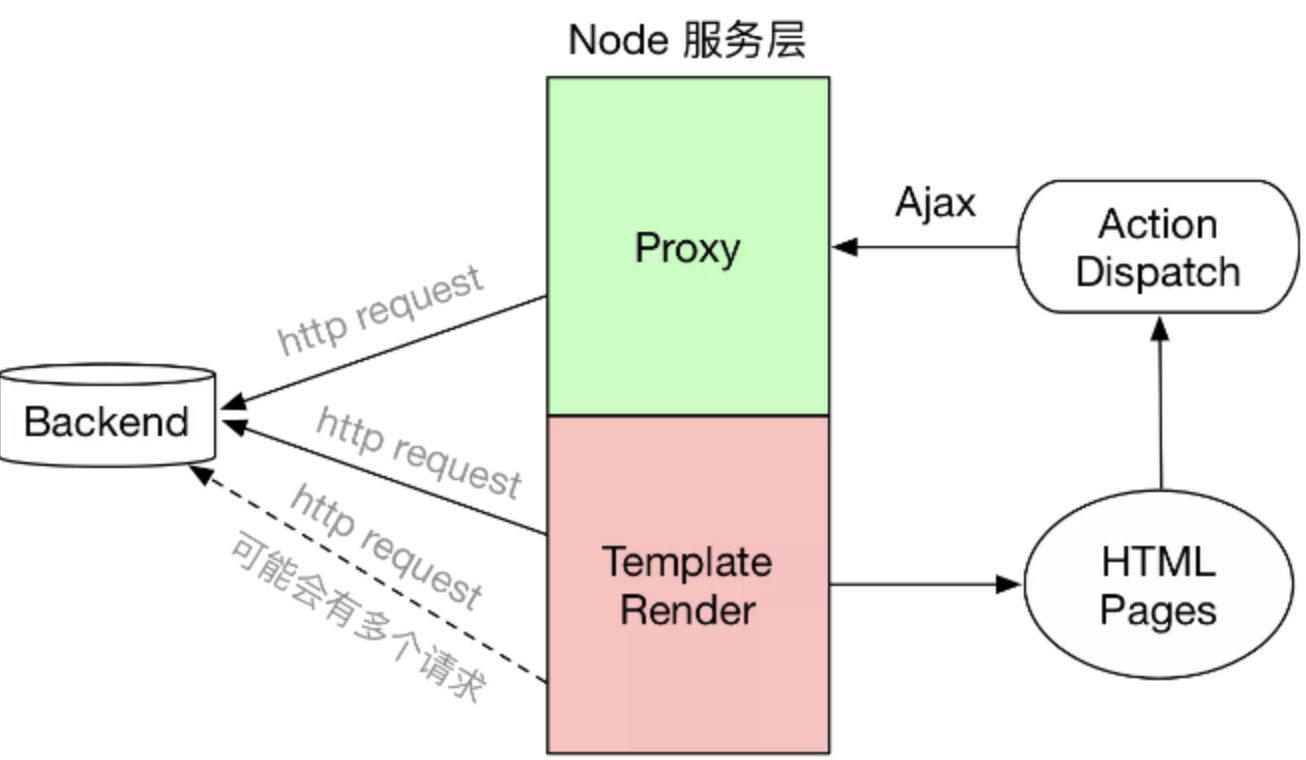 Node 服务层
Ajax
Action
Dispatch
Proxy
http request
Backend
http request
http request
可能会有多个请求
Template
Render
HTML
Pages